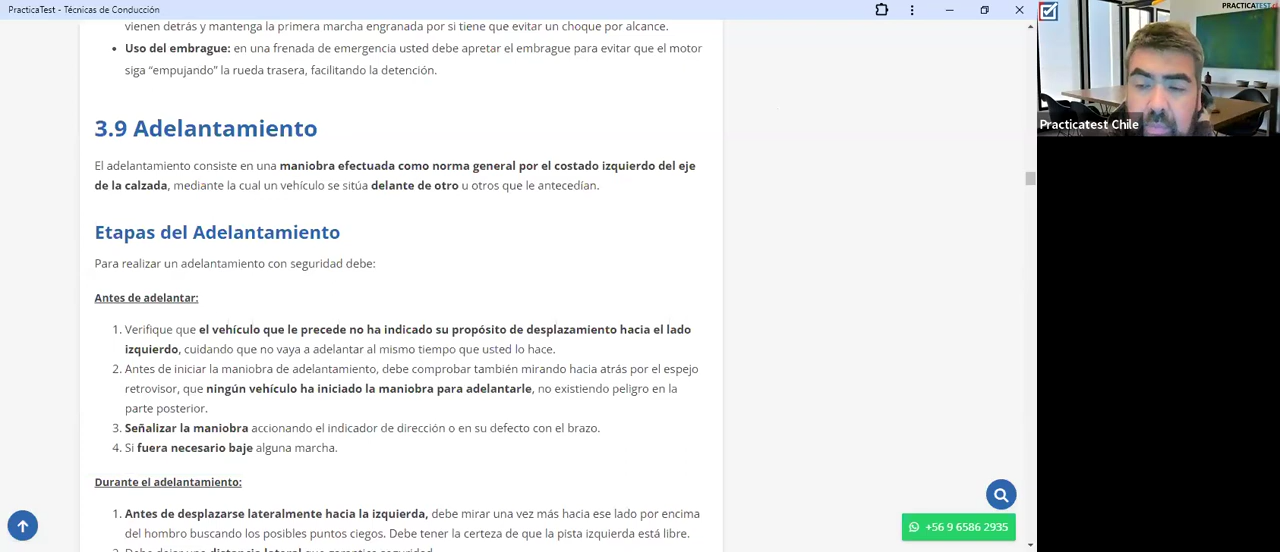 PracticaTest - Técnicas de Conducción
PRACTICATEST.
vienen detrás y mantenga la primera marcha engranada por si tiene que evitar un choque por alcance.
• Uso del embrague: en una frenada de emergencia usted debe apretar el embrague para evitar que el motor
siga “empujando” la rueda trasera, facilitando la detención.
Practicatest Chile
3.9 Adelantamiento
El adelantamiento consiste en una maniobra efectuada como norma general por el costado izquierdo del eje
de la calzada, mediante la cual un vehículo se sitúa delante de otro u otros que le antecedían.
Etapas del Adelantamiento
Para realizar un adelantamiento con seguridad debe:
Antes de adelantar:
1. Verifique que el vehículo que le precede no ha indicado su propósito de desplazamiento hacia el lado
izquierdo, cuidando que no vaya a adelantar al mismo tiempo que usted lo hace.
2. Antes de iniciar la maniobra de adelantamiento, debe comprobar también mirando hacia atrás por el espejo
retrovisor, que ningún vehículo ha iniciado la maniobra para adelantarle, no existiendo peligro en la
parte posterior.
3. Señalizar la maniobra accionando el indicador de dirección o en su defecto con el brazo.
4. Si fuera necesario baje alguna marcha.
Durante el adelantamiento:
1. Antes de desplazarse lateralmente hacia la izquierda, debe mirar una vez más hacia ese lado por encima
del hombro buscando los posibles puntos ciegos. Debe tener la certeza de que la pista izquierda está libre.
2. Debe dejar una distancia lateral que garantice seguridad.
+56 9 6586 2935